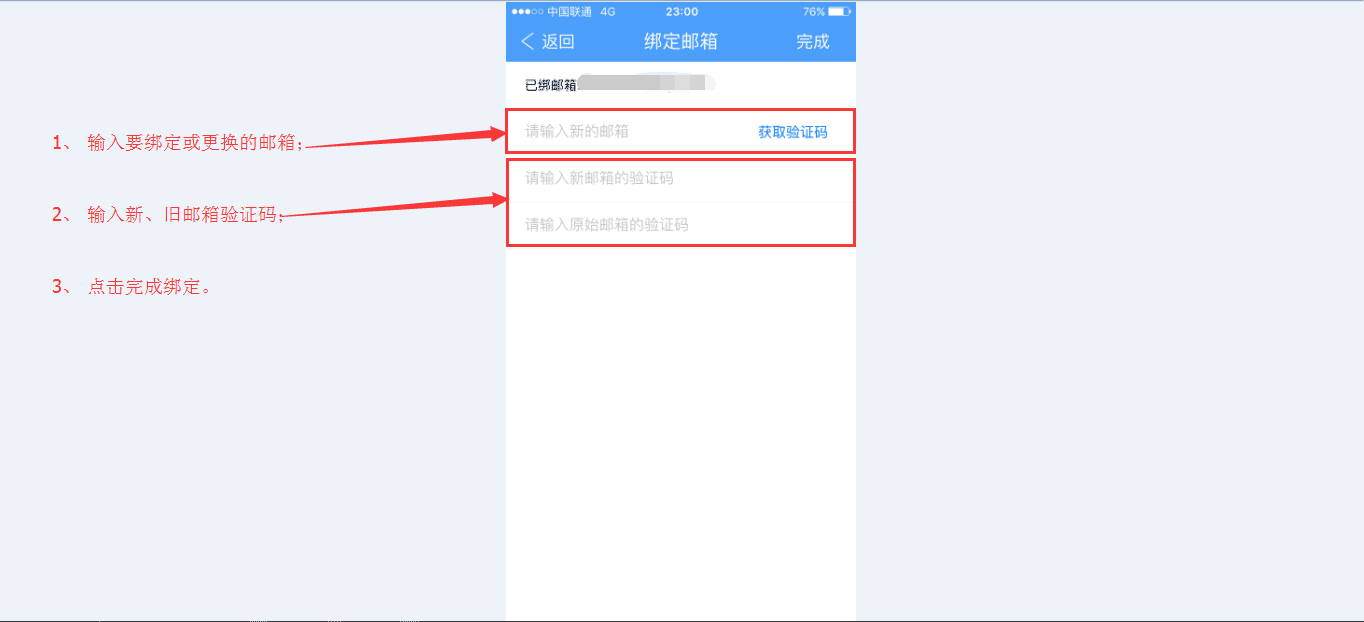 中国联通 4G 23:00 76%
返回 绑定邮箱 完成
已绑邮箱
请输入新的邮箱 获取验证码
1、 输入要绑定或更换的邮箱;
请输入新邮箱的验证码
2、 输入新、旧邮箱验证码;
请输入原始邮箱的验证码
3、 点击完成绑定。